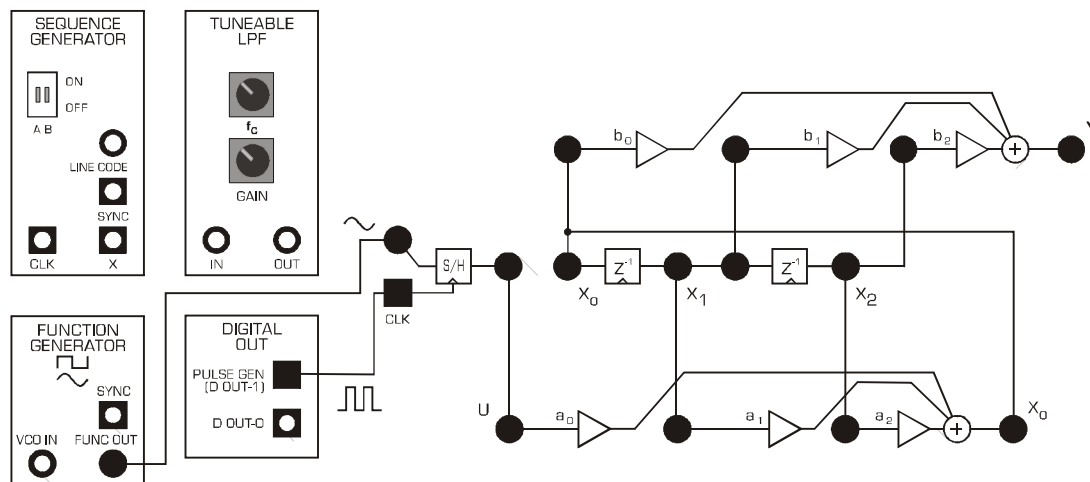 SEQUENCE
GENERATOR
ON
OFF
A B
LINE CODE
SYNC
CLK
X
TUNEABLE
LPF
fc
GAIN
IN
OUT
FUNCTION
GENERATOR
SYNC
VCO IN
FUNC OUT
DIGITAL
OUT
PULSE GEN
(D OUT-1)
D OUT-0
S/H
CLK
U
b0
b1
b2
+
Z⁻¹
Z⁻¹
X0
X1
X2
a0
a1
a2
+
X0